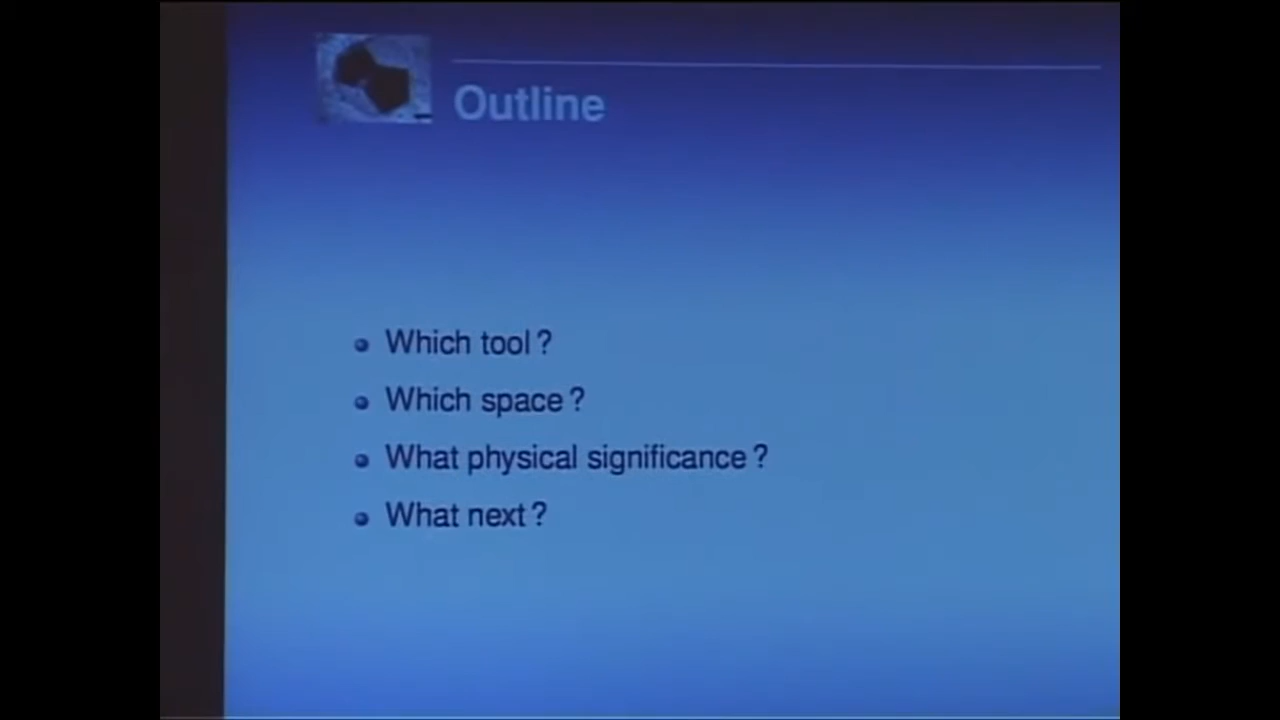 Outline
Which tool ?
Which space ?
What physical significance ?
What next ?